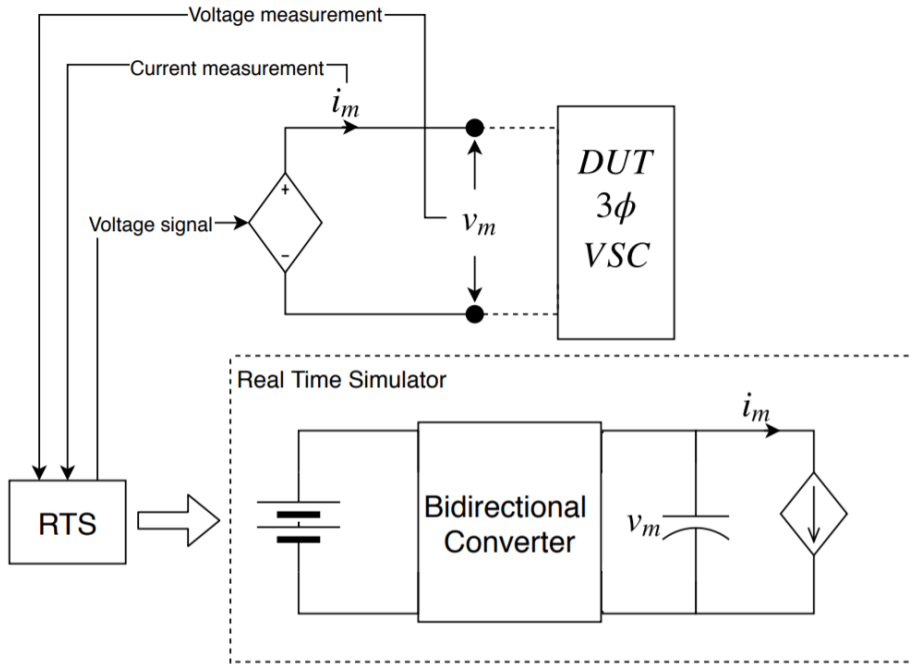 Voltage measurement
Current measurement
i_m
+
DUT
3ϕ
VSC
Voltage signal
v_m
−
Real Time Simulator
i_m
RTS
Bidirectional
Converter
v_m